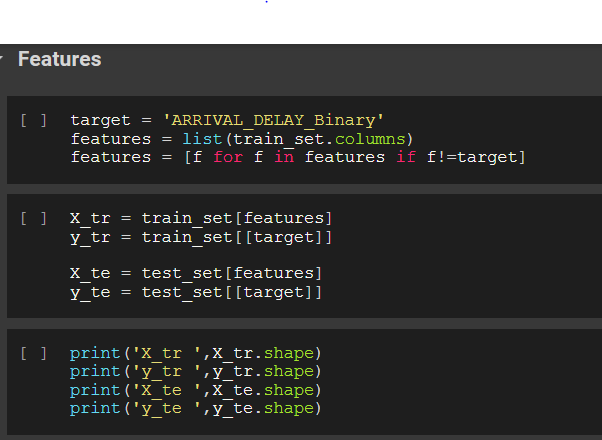 Features
[ ] target = 'ARRIVAL_DELAY_Binary'
features = list(train_set.columns)
features = [f for f in features if f!=target]
[ ] X_tr = train_set[features]
y_tr = train_set[[target]]
X_te = test_set[features]
y_te = test_set[[target]]
[ ] print('X_tr ',X_tr.shape)
print('y_tr ',y_tr.shape)
print('X_te ',X_te.shape)
print('y_te ',y_te.shape)